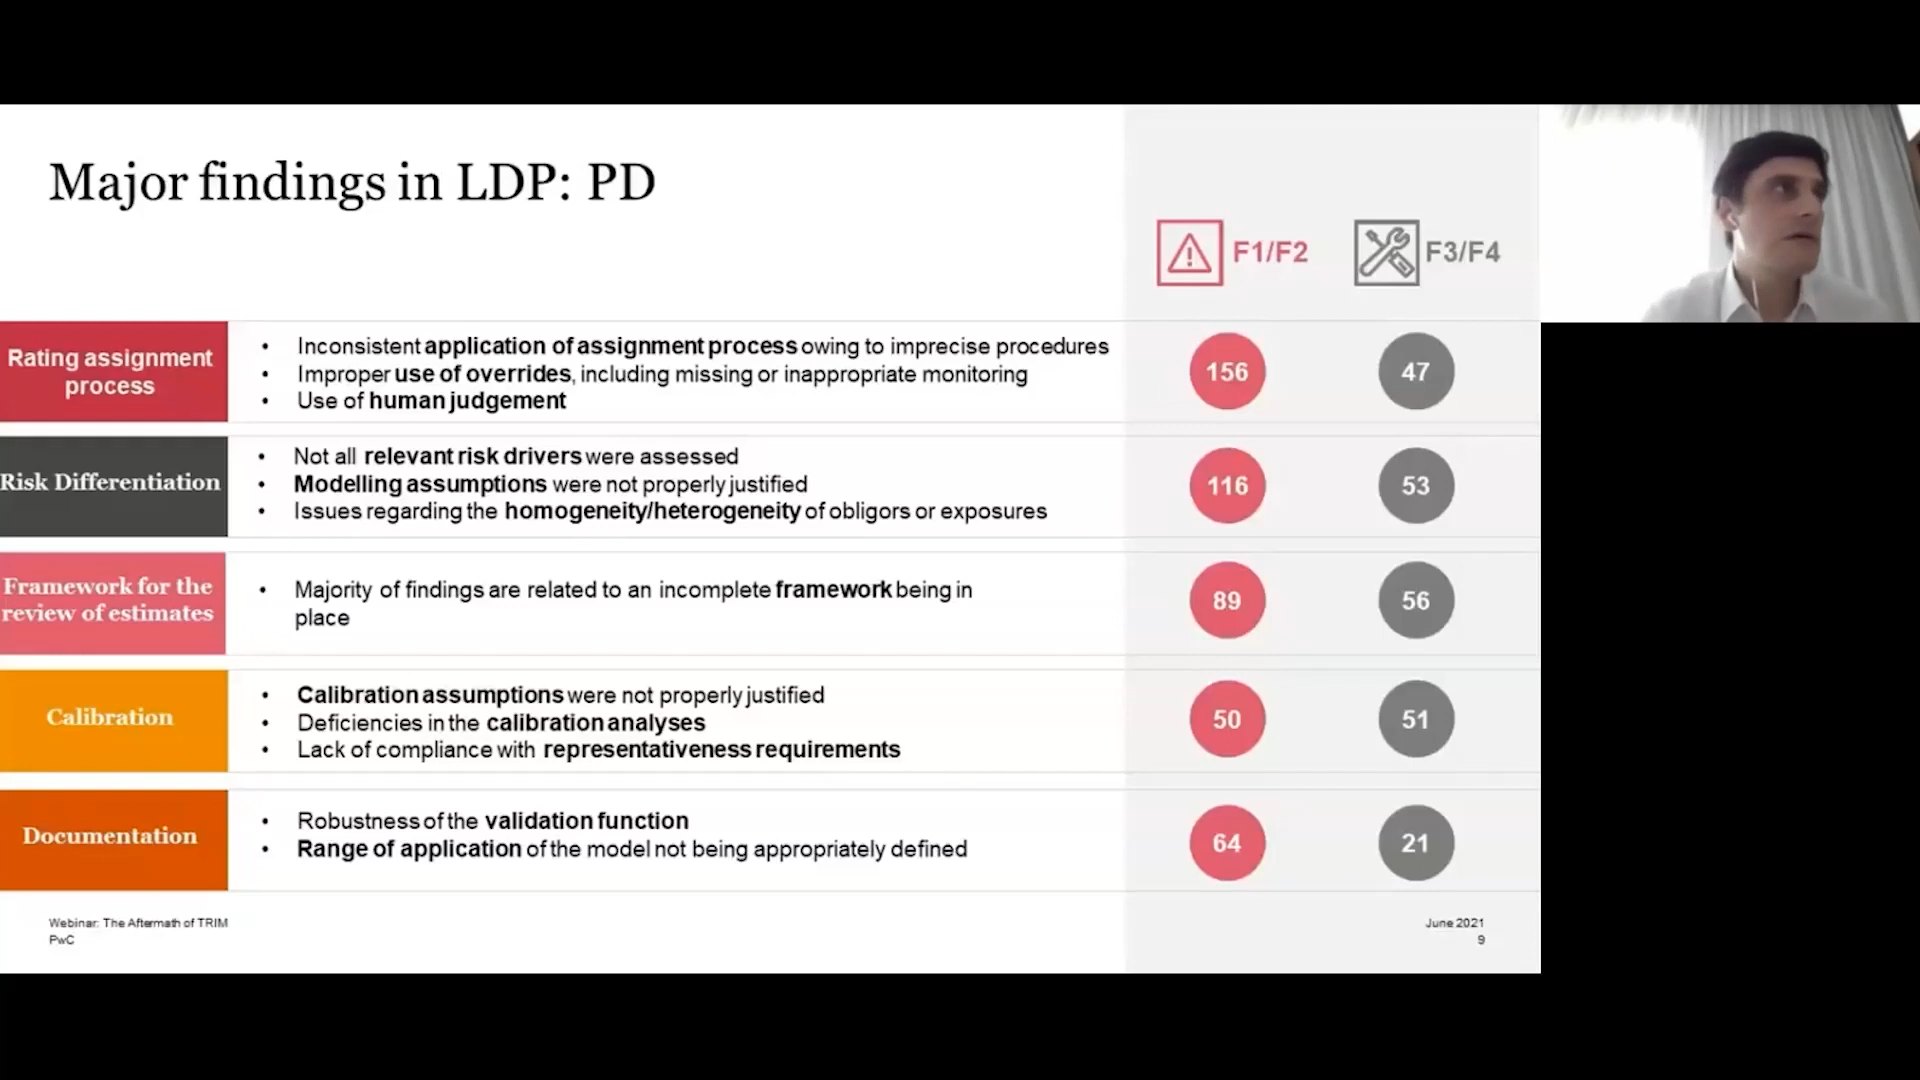 Major findings in LDP: PD
F1/F2
F3/F4
Rating assignment
process
• Inconsistent application of assignment process owing to imprecise procedures
• Improper use of overrides, including missing or inappropriate monitoring
• Use of human judgement
156
47
Risk Differentiation
• Not all relevant risk drivers were assessed
• Modelling assumptions were not properly justified
• Issues regarding the homogeneity/heterogeneity of obligors or exposures
116
53
Framework for the
review of estimates
• Majority of findings are related to an incomplete framework being in
place
89
56
Calibration
• Calibration assumptions were not properly justified
• Deficiencies in the calibration analyses
• Lack of compliance with representativeness requirements
50
51
Documentation
• Robustness of the validation function
• Range of application of the model not being appropriately defined
64
21
Webinar: The Aftermath of TRIM
PwC
June 2021
9